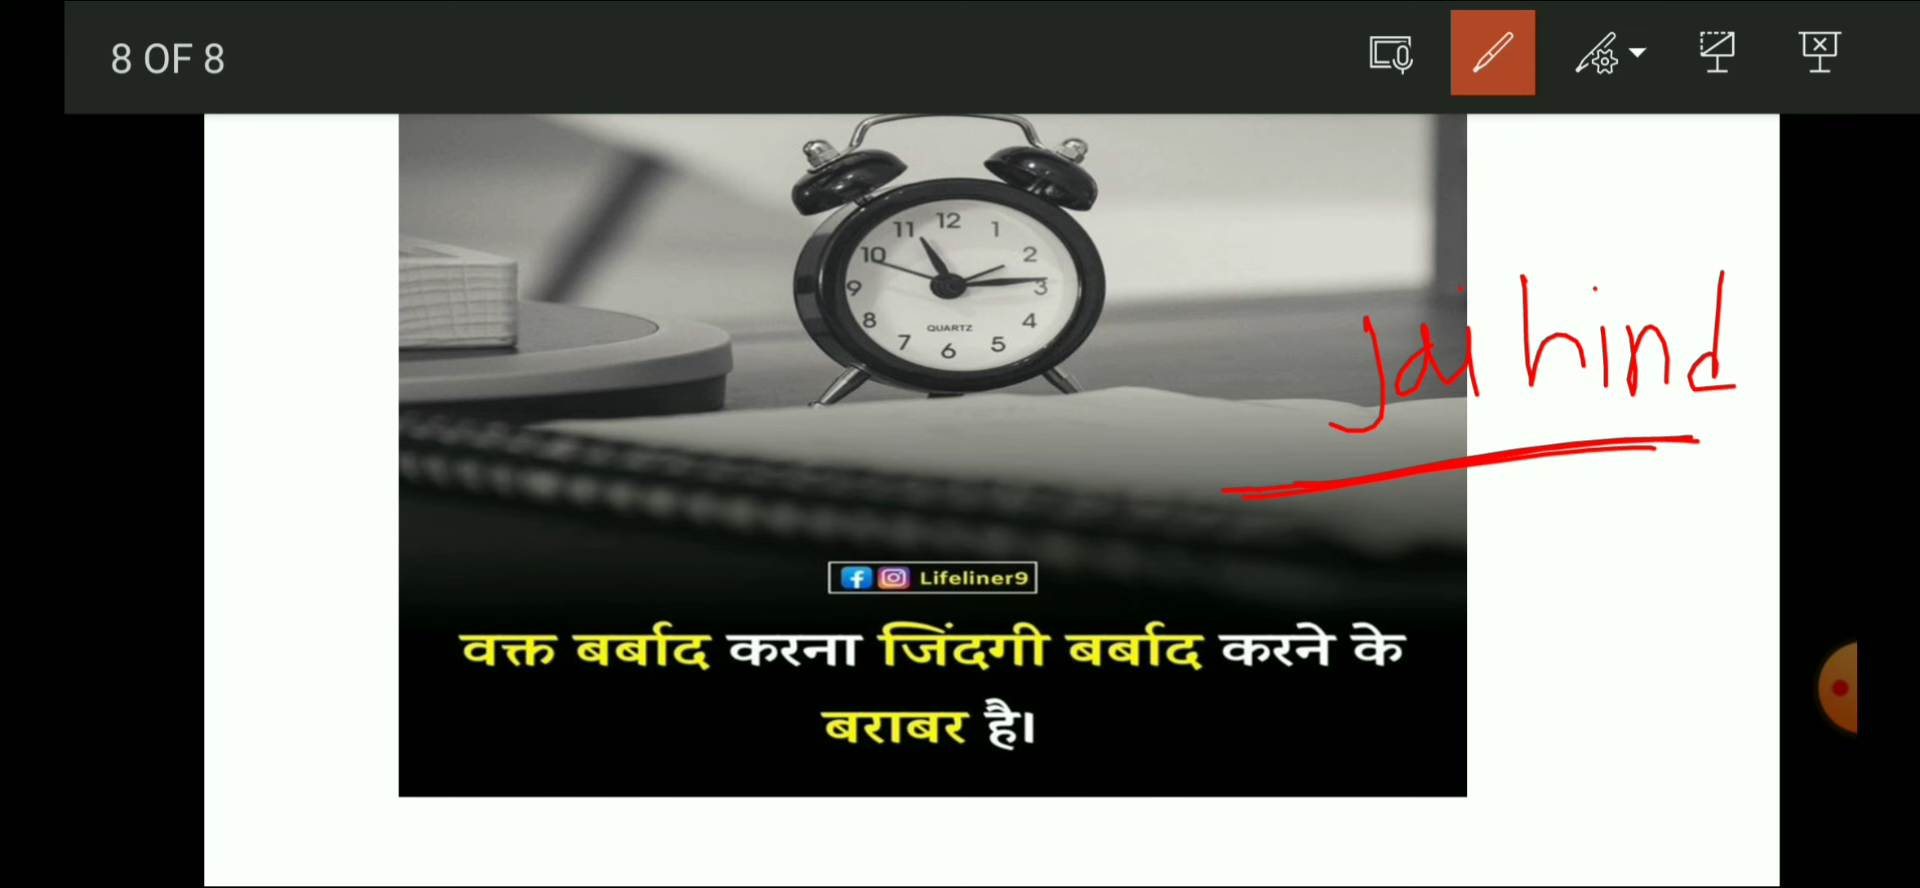 8 OF 8
11 12 1
10 2
9 3
8 4
7 6 5
QUARTZ
jai hind
Lifeliner9
वक्त बर्बाद करना जिंदगी बर्बाद करने के
बराबर है।